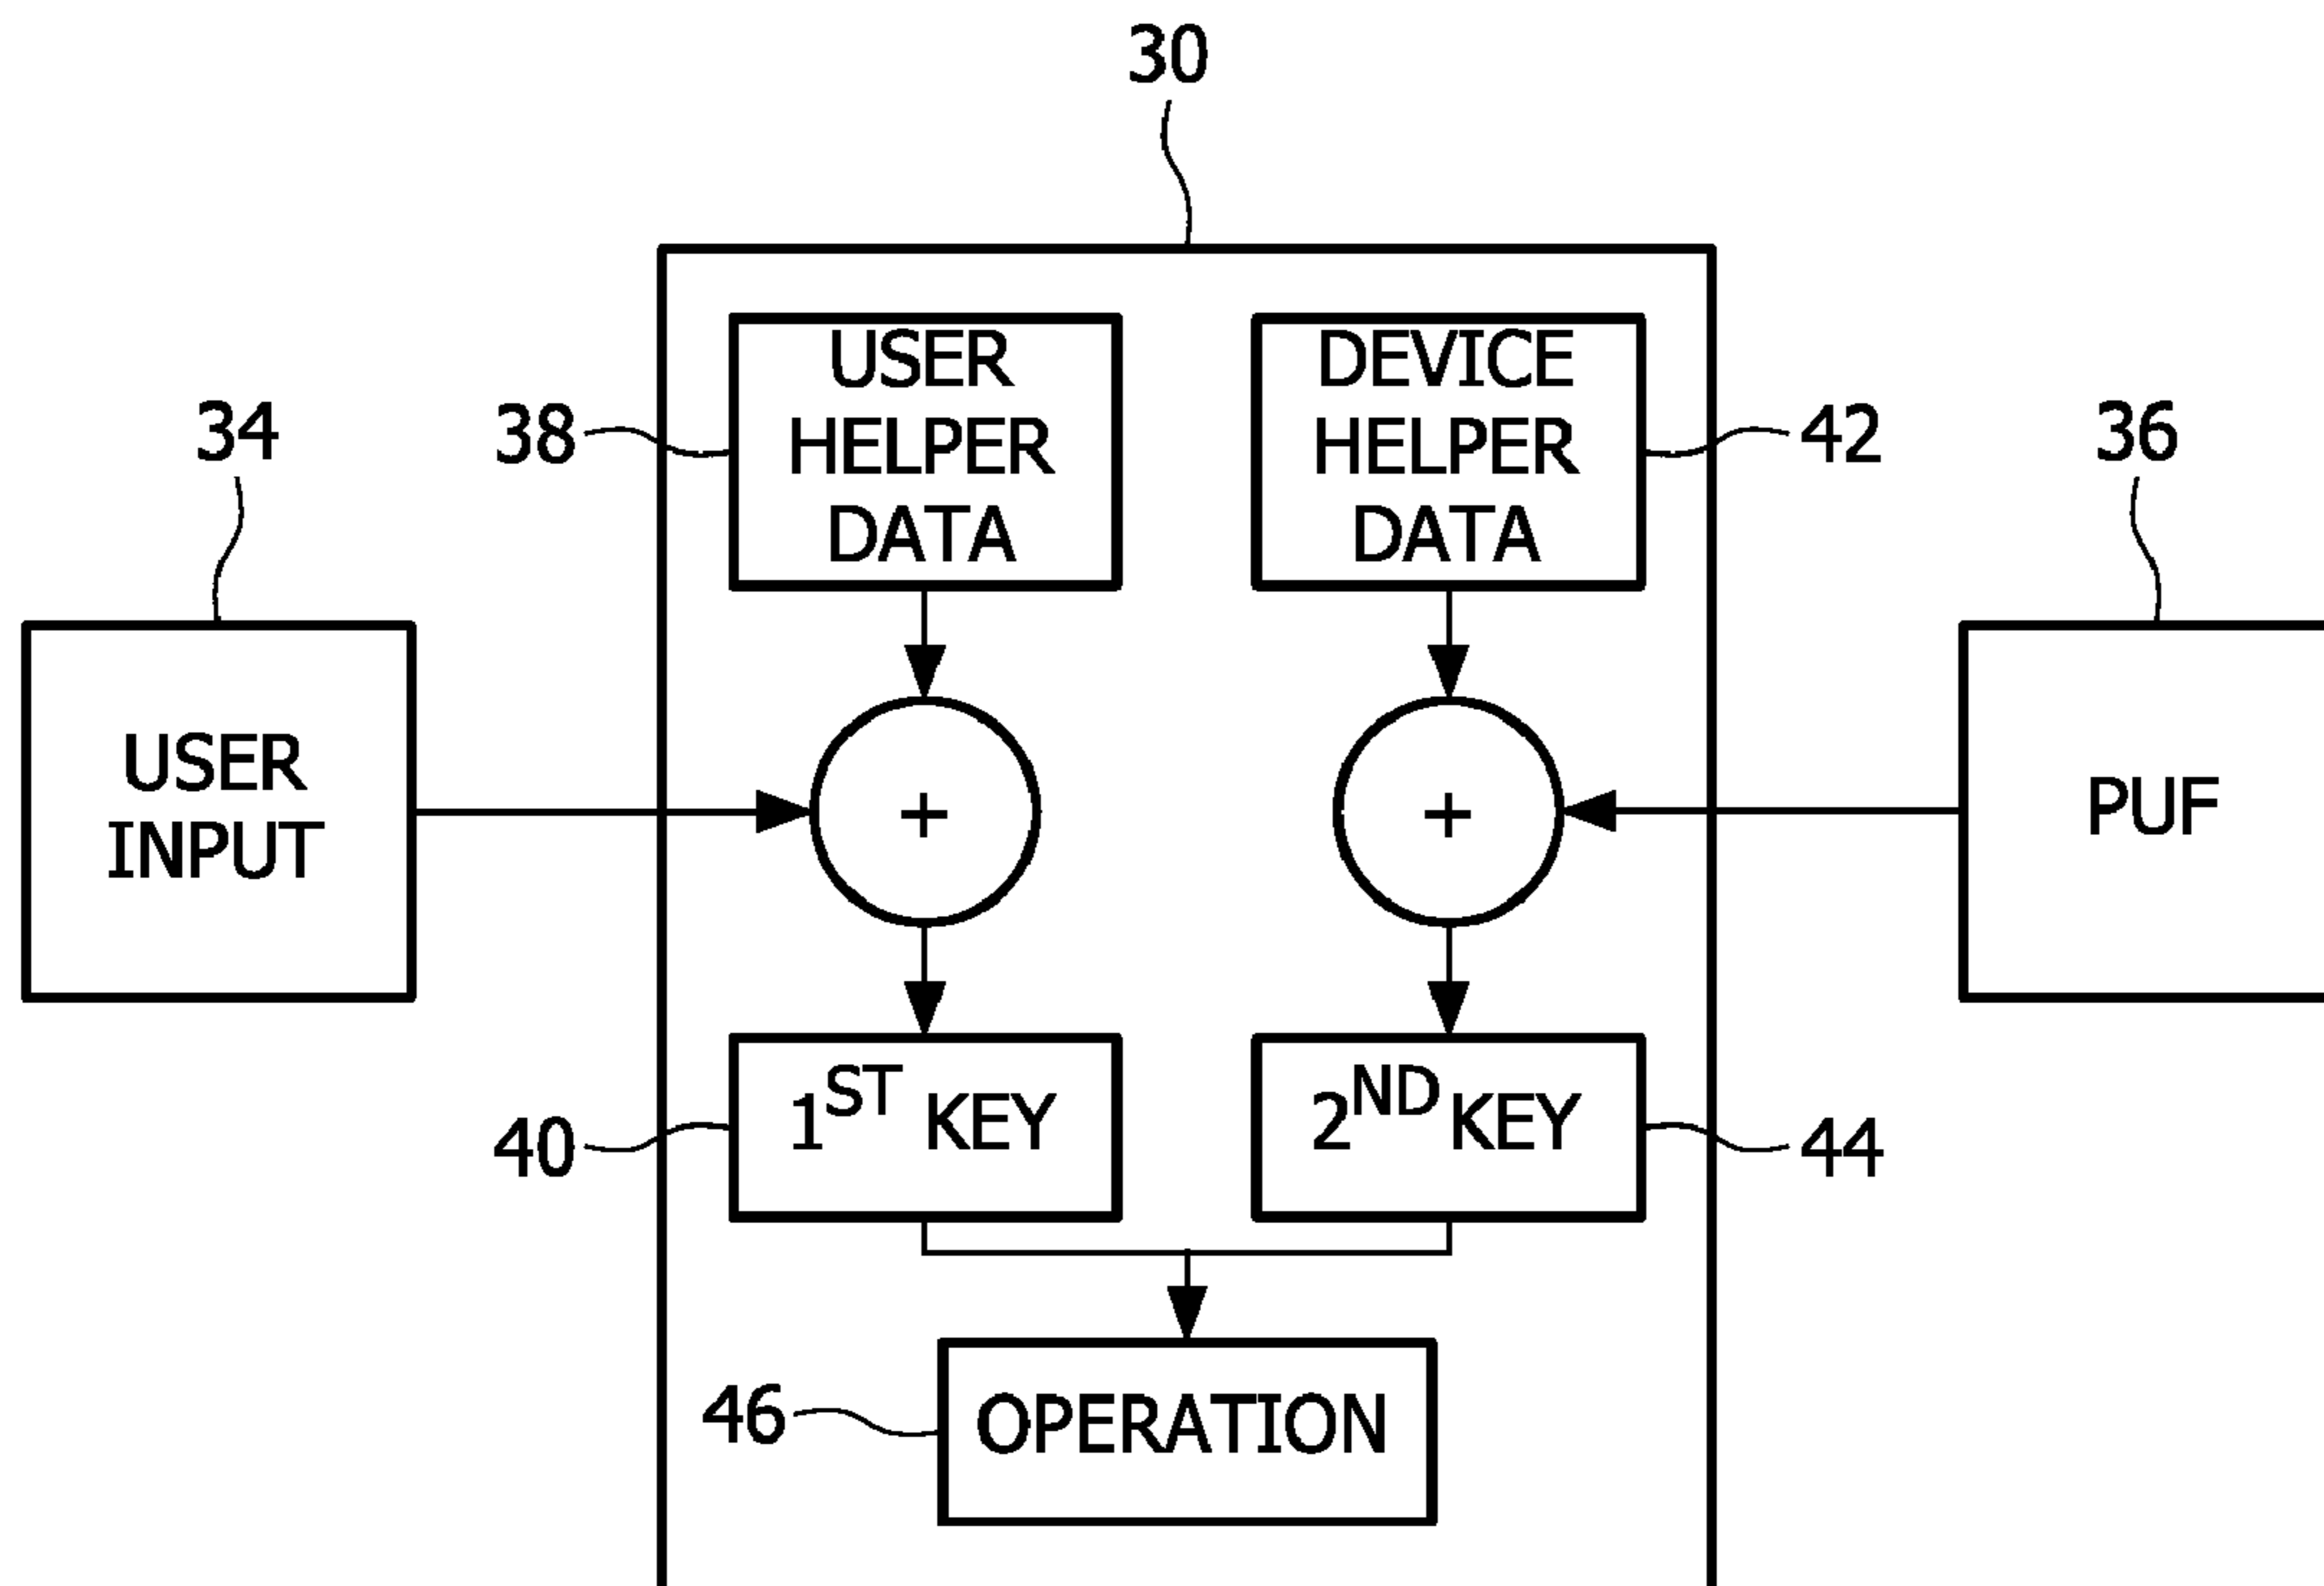 30
USER
HELPER
DATA
DEVICE
HELPER
DATA
34
38
42
36
USER
INPUT
+
+
PUF
1ST KEY
2ND KEY
40
44
46
OPERATION